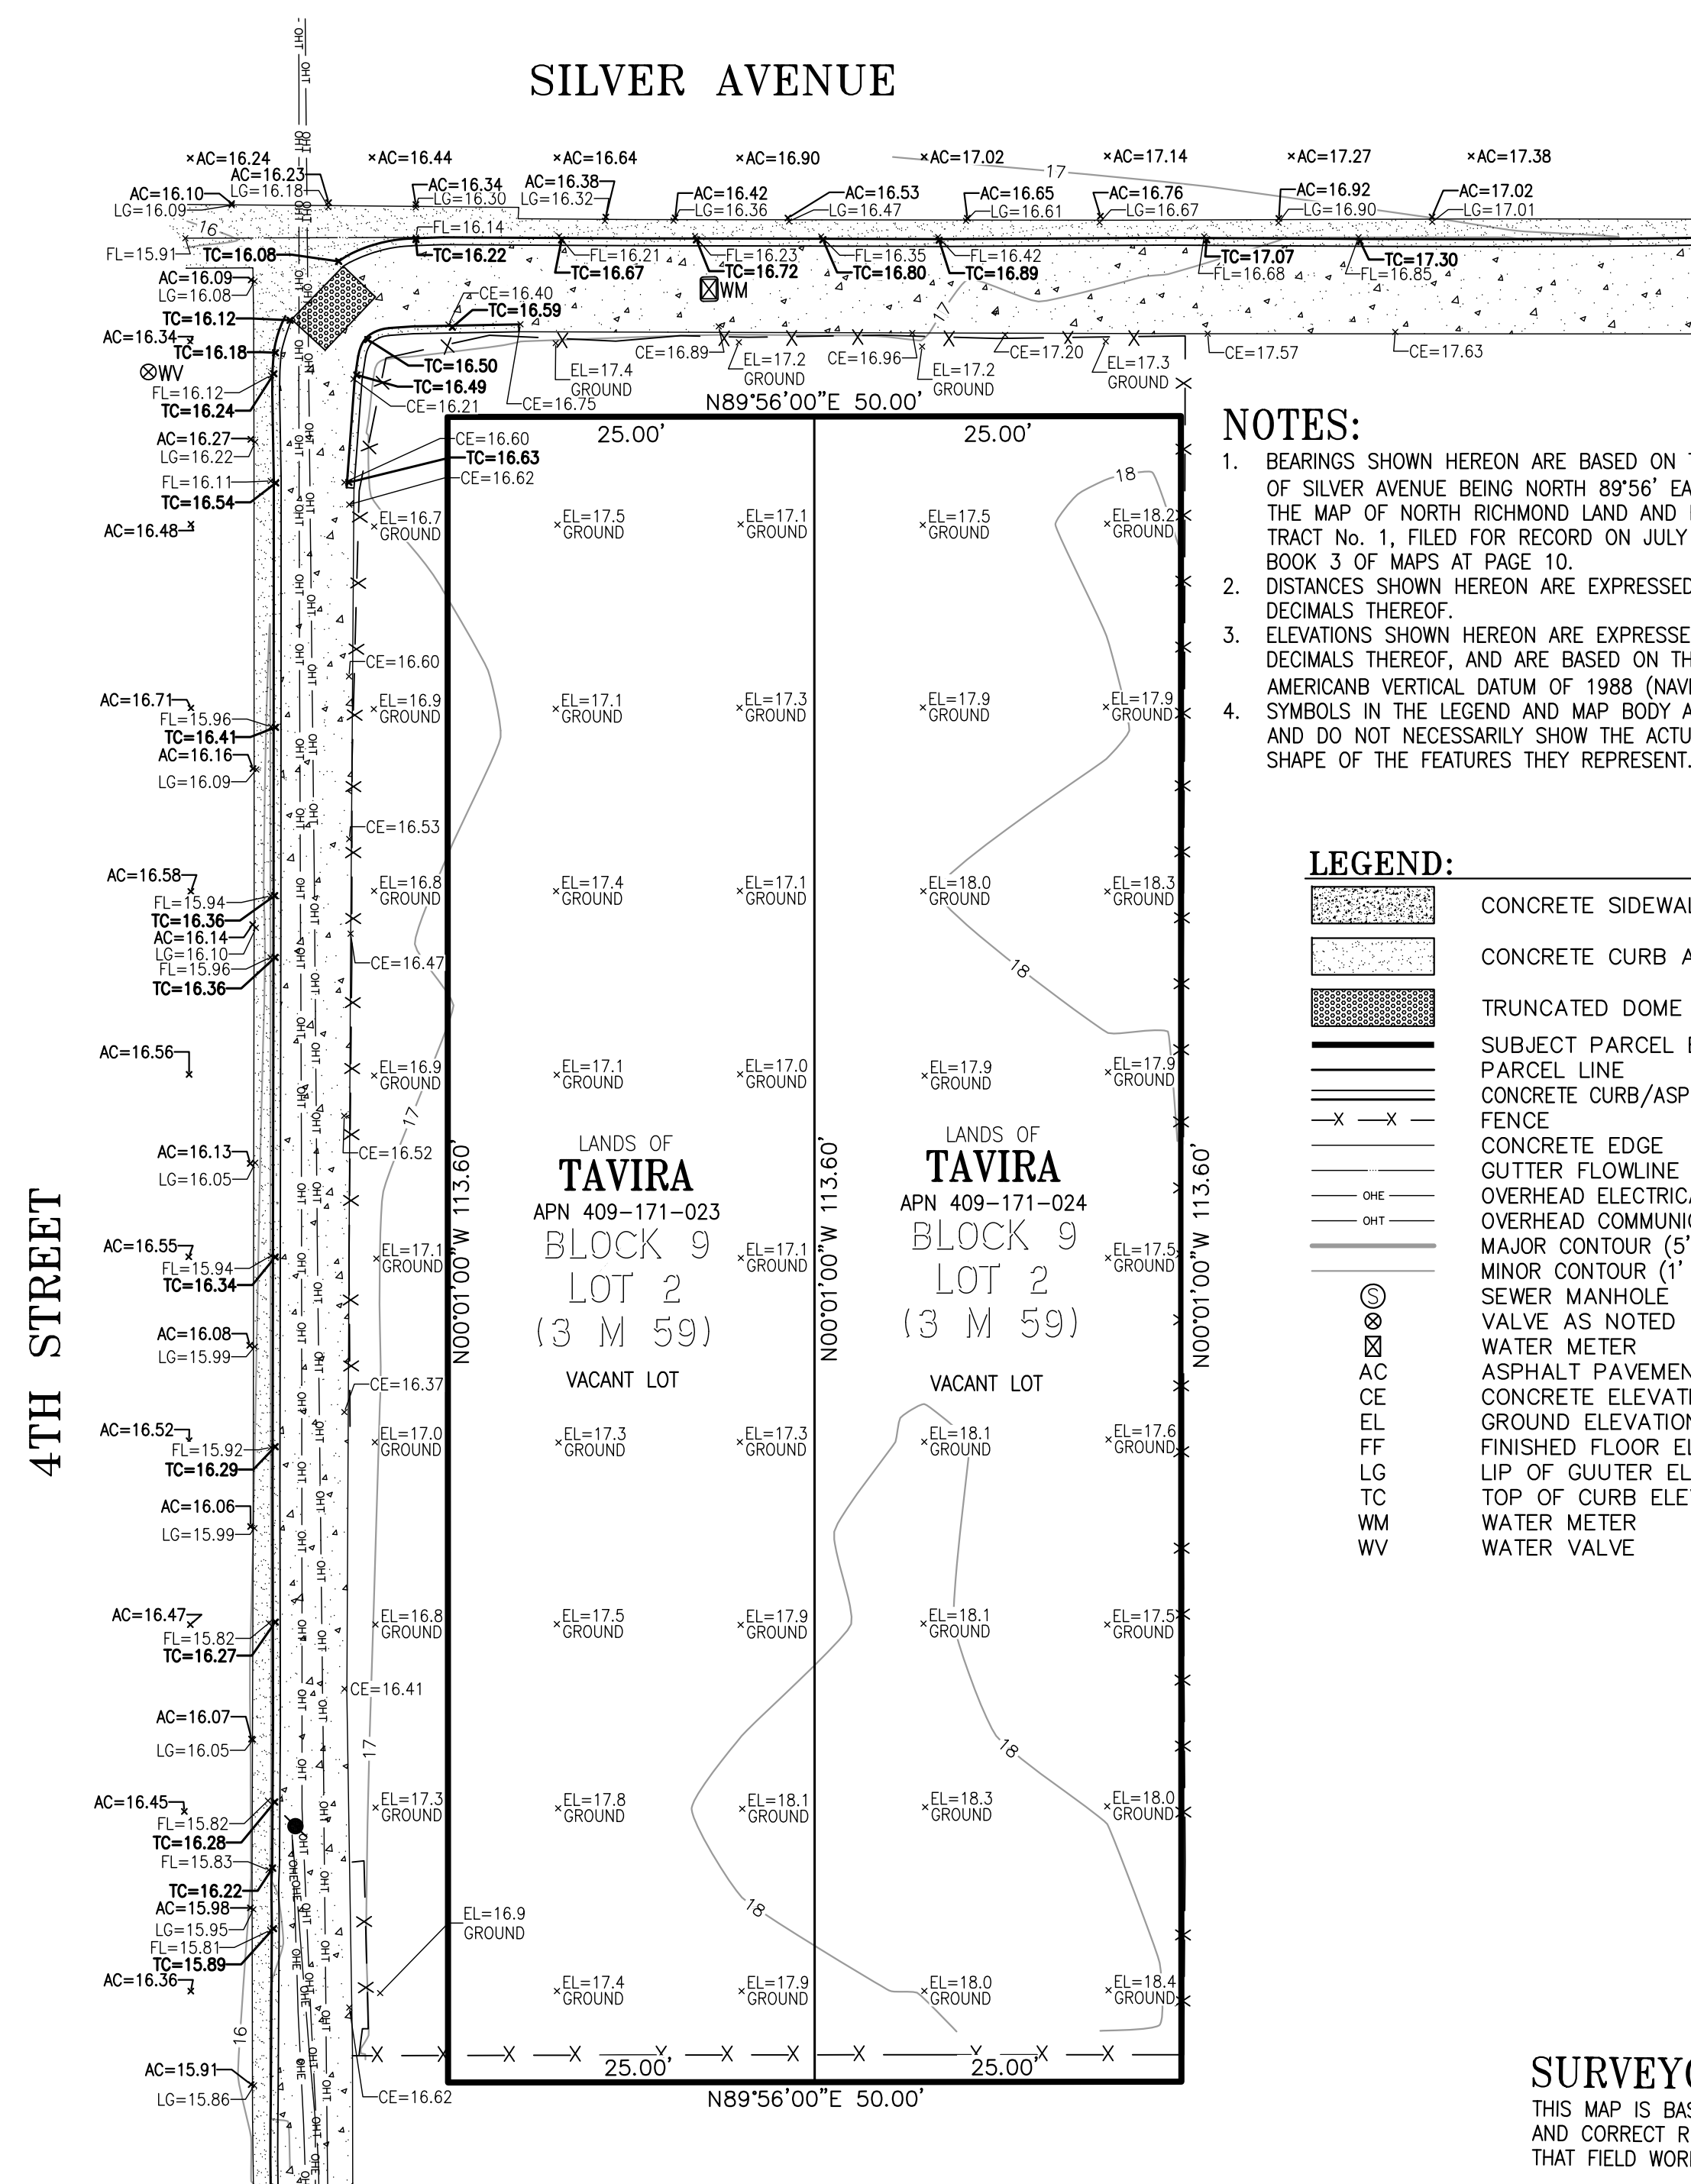 SILVER AVENUE
AC=16.24
AC=16.44
AC=16.64
AC=16.90
AC=17.02
AC=17.14
AC=17.27
AC=17.38
17
AC=16.23
LG=16.18
AC=16.10
LG=16.09
AC=16.34
LG=16.30
AC=16.38
LG=16.32
AC=16.42
LG=16.36
AC=16.53
LG=16.47
AC=16.65
LG=16.61
AC=16.76
LG=16.67
AC=16.92
LG=16.90
AC=17.02
LG=17.01
16
FL=15.91
TC=16.08
FL=16.14
TC=16.22
FL=16.21
TC=16.67
FL=16.23
TC=16.72
FL=16.35
TC=16.80
FL=16.42
TC=16.89
TC=17.07
FL=16.68
TC=17.30
FL=16.85
AC=16.09
LG=16.08
TC=16.12
AC=16.34
TC=16.18
WV
FL=16.12
TC=16.24
WM
CE=16.40
TC=16.59
17
TC=16.50
TC=16.49
CE=16.21
CE=16.75
EL=17.4
GROUND
CE=16.89
EL=17.2
GROUND
CE=16.96
EL=17.2
GROUND
CE=17.20
EL=17.3
GROUND
CE=17.57
CE=17.63
N89°56'00"E 50.00'
25.00'
25.00'
AC=16.27
LG=16.22
FL=16.11
TC=16.54
AC=16.48
CE=16.60
TC=16.63
CE=16.62
18
EL=16.7
GROUND
EL=17.5
GROUND
EL=17.1
GROUND
EL=17.5
GROUND
EL=18.2
GROUND
CE=16.60
AC=16.71
FL=15.96
TC=16.41
AC=16.16
LG=16.09
EL=16.9
GROUND
EL=17.1
GROUND
EL=17.3
GROUND
EL=17.9
GROUND
EL=17.9
GROUND
CE=16.53
AC=16.58
FL=15.94
TC=16.36
AC=16.14
LG=16.10
FL=15.96
TC=16.36
EL=16.8
GROUND
EL=17.4
GROUND
EL=17.1
GROUND
EL=18.0
GROUND
EL=18.3
GROUND
CE=16.47
18
AC=16.56
EL=16.9
GROUND
EL=17.1
GROUND
EL=17.0
GROUND
EL=17.9
GROUND
EL=17.9
GROUND
17
AC=16.13
LG=16.05
CE=16.52
4TH STREET
N00°01'00"W 113.60'
LANDS OF
TAVIRA
APN 409-171-023
BLOCK 9
LOT 2
(3 M 59)
VACANT LOT
N00°01'00"W 113.60'
LANDS OF
TAVIRA
APN 409-171-024
BLOCK 9
LOT 2
(3 M 59)
VACANT LOT
N00°01'00"W 113.60'
AC=16.55
FL=15.94
TC=16.34
EL=17.1
GROUND
EL=17.1
GROUND
EL=17.5
GROUND
AC=16.08
LG=15.99
CE=16.37
AC=16.52
FL=15.92
TC=16.29
EL=17.0
GROUND
EL=17.3
GROUND
EL=17.3
GROUND
EL=18.1
GROUND
EL=17.6
GROUND
AC=16.06
LG=15.99
AC=16.47
FL=15.82
TC=16.27
EL=16.8
GROUND
EL=17.5
GROUND
EL=17.9
GROUND
EL=18.1
GROUND
EL=17.5
GROUND
CE=16.41
AC=16.07
LG=16.05
17
18
AC=16.45
FL=15.82
TC=16.28
EL=17.3
GROUND
EL=17.8
GROUND
EL=18.1
GROUND
EL=18.3
GROUND
EL=18.0
GROUND
FL=15.83
TC=16.22
AC=15.98
LG=15.95
FL=15.81
TC=15.89
AC=16.36
18
EL=16.9
GROUND
EL=17.4
GROUND
EL=17.9
GROUND
EL=18.0
GROUND
EL=18.4
GROUND
16
AC=15.91
LG=15.86
CE=16.62
25.00'
25.00'
N89°56'00"E 50.00'
NOTES:
1. BEARINGS SHOWN HEREON ARE BASED ON
OF SILVER AVENUE BEING NORTH 89°56'
THE MAP OF NORTH RICHMOND LAND AND
TRACT No. 1, FILED FOR RECORD ON JULY
BOOK 3 OF MAPS AT PAGE 10.
2. DISTANCES SHOWN HEREON ARE EXPRESSED
DECIMALS THEREOF.
3. ELEVATIONS SHOWN HEREON ARE EXPRESSE
DECIMALS THEREOF, AND ARE BASED ON TH
AMERICANB VERTICAL DATUM OF 1988 (NAV
4. SYMBOLS IN THE LEGEND AND MAP BODY A
AND DO NOT NECESSARILY SHOW THE ACTU
SHAPE OF THE FEATURES THEY REPRESENT.
LEGEND:
CONCRETE SIDEWAL
CONCRETE CURB A
TRUNCATED DOME
SUBJECT PARCEL
PARCEL LINE
CONCRETE CURB/ASP
X X FENCE
CONCRETE EDGE
GUTTER FLOWLINE
OHE OVERHEAD ELECTRICA
OHT OVERHEAD COMMUNI
MAJOR CONTOUR (5'
MINOR CONTOUR (1'
S SEWER MANHOLE
VALVE AS NOTED
WATER METER
AC ASPHALT PAVEMEN
CE CONCRETE ELEVAT
EL GROUND ELEVATION
FF FINISHED FLOOR EL
LG LIP OF GUUTER EL
TC TOP OF CURB ELE
WM WATER METER
WV WATER VALVE
SURVEYO
THIS MAP IS BAS
AND CORRECT R
THAT FIELD WOR